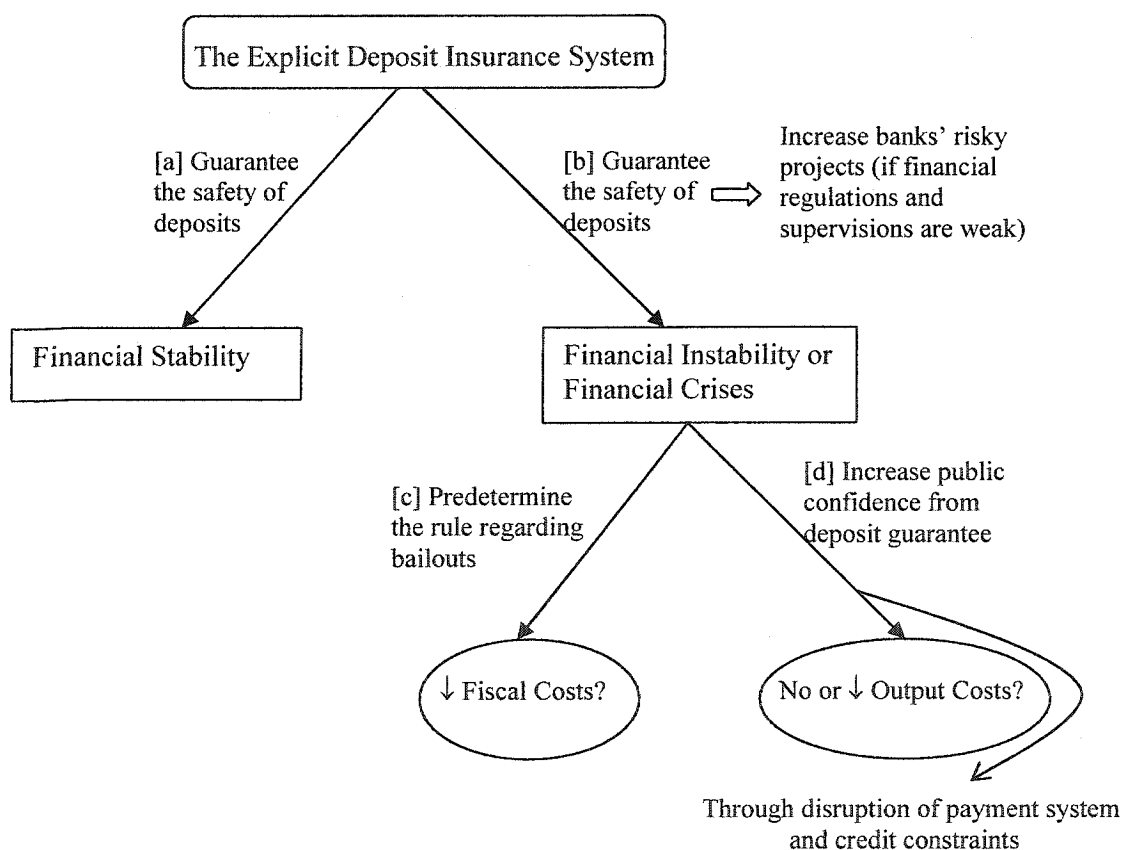 The Explicit Deposit Insurance System
[a] Guarantee
the safety of
deposits
[b] Guarantee
the safety of
deposits
Increase banks' risky
projects (if financial
regulations and
supervisions are weak)
Financial Stability
Financial Instability or
Financial Crises
[c] Predetermine
the rule regarding
bailouts
[d] Increase public
confidence from
deposit guarantee
↓ Fiscal Costs?
No or ↓ Output Costs?
Through disruption of payment system
and credit constraints